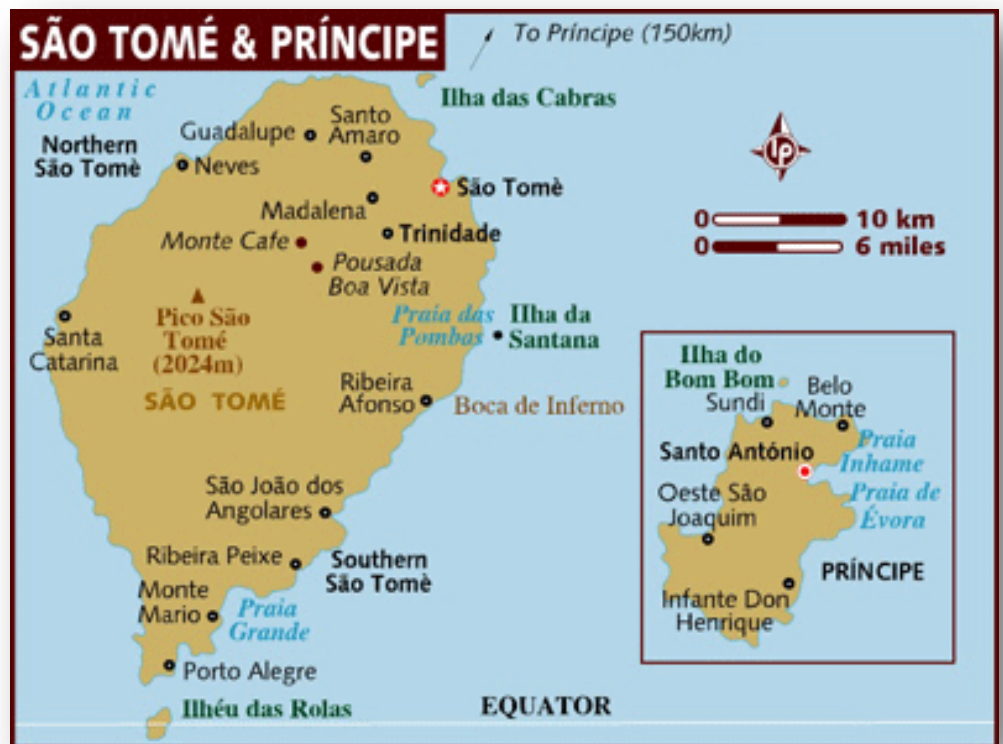 SÃO TOMÉ & PRÍNCIPE
To Príncipe (150km)
Atlantic
Ocean
Ilha das Cabras
Santo
Amaro
Guadalupe
Northern
São Tomè
Neves
São Tomè
Madalena
Trinidade
Monte Cafe
Pousada
Boa Vista
lp
0 10 km
0 6 miles
Pico São
Tomé
(2024m)
Santa
Catarina
Praia das
Pombas
Ilha da
Santana
SÃO TOMÉ
Ribeira
Afonso
Boca de Inferno
São João dos
Angolares
Ribeira Peixe
Southern
São Tomè
Monte
Mario
Praia
Grande
Porto Alegre
Ilhéu das Rolas
EQUATOR
Ilha do
Bom Bom
Sundi
Belo
Monte
Santo António
Praia
Inhame
Oeste São
Joaquim
Praia de
Évora
PRÍNCIPE
Infante Don
Henrique